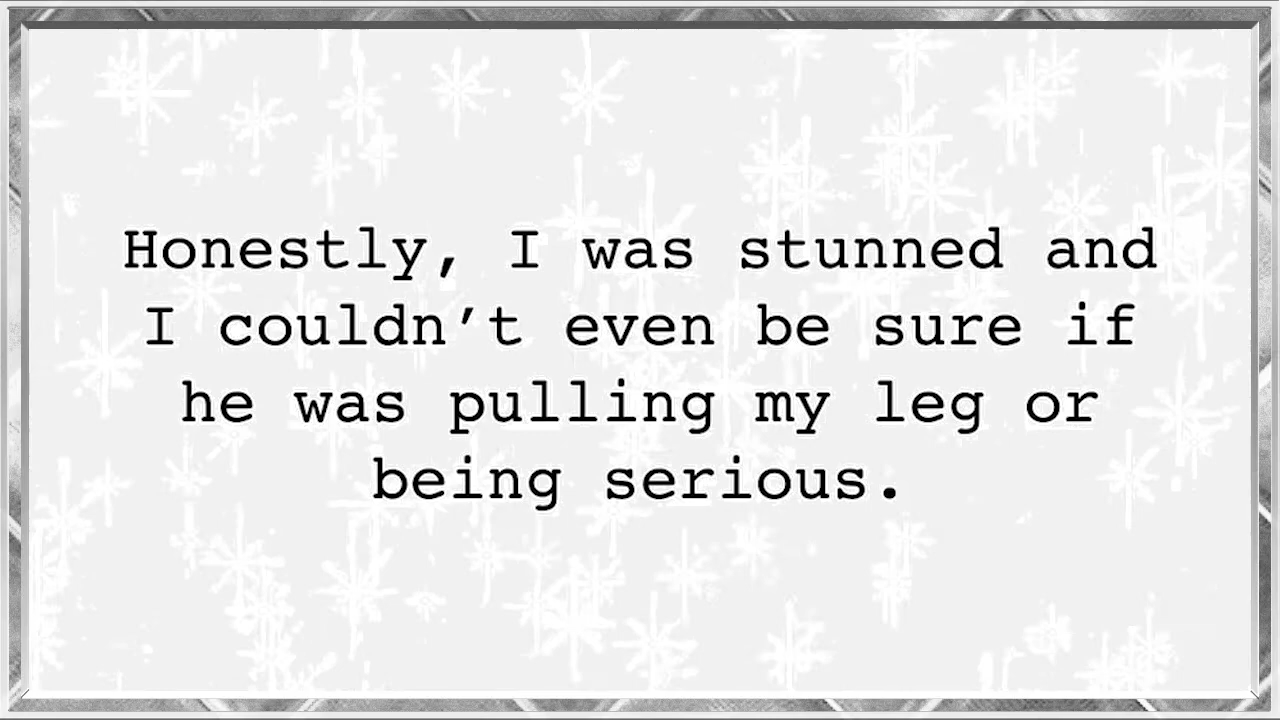 Honestly, I was stunned and
I couldn’t even be sure if
he was pulling my leg or
being serious.